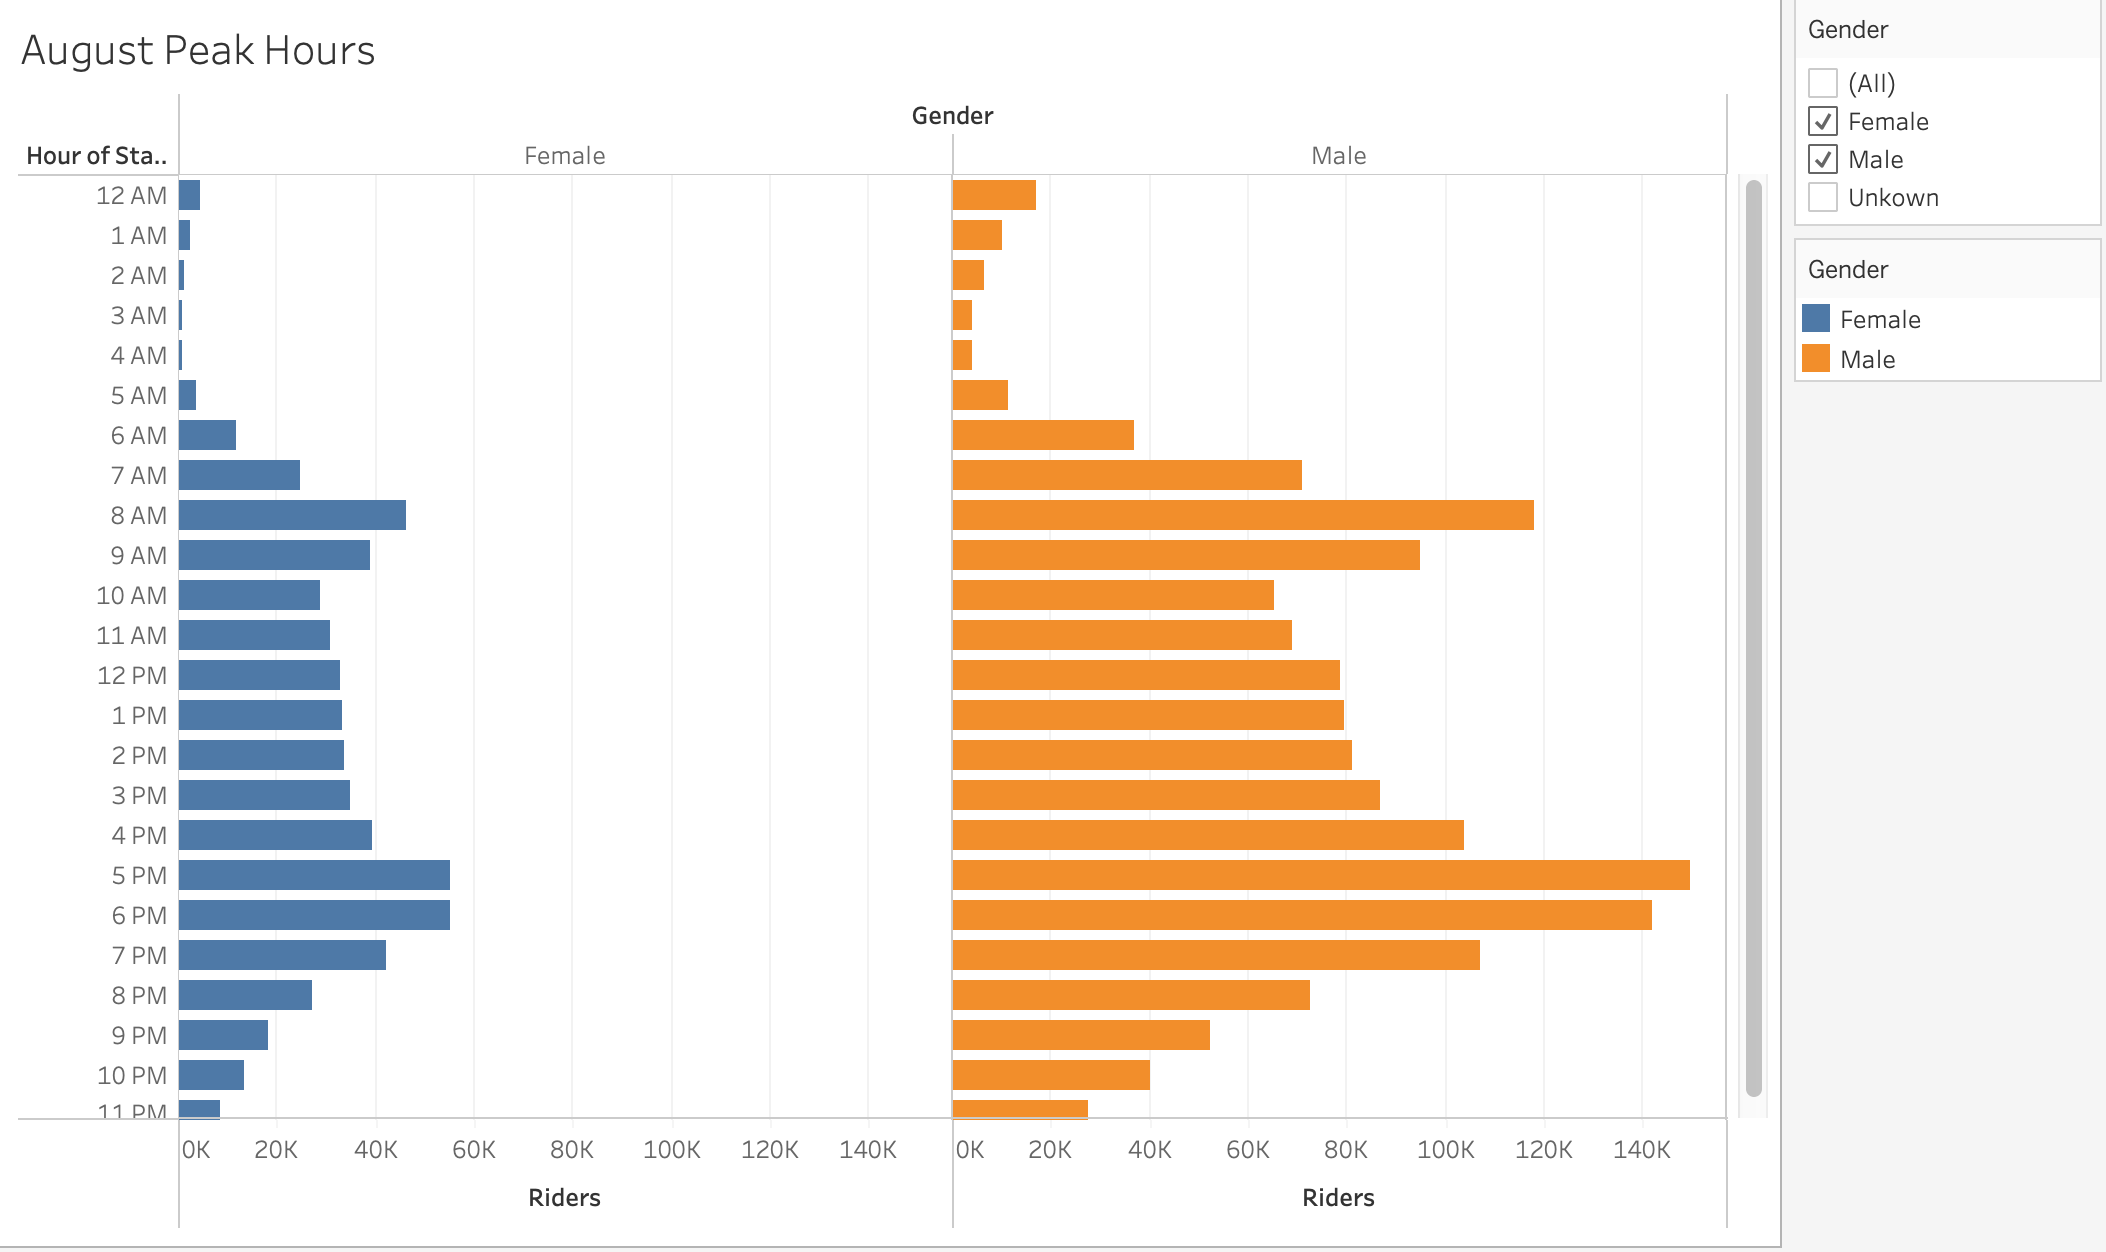 August Peak Hours
Gender
Hour of Sta..
Female
Male
12 AM
1 AM
2 AM
3 AM
4 AM
5 AM
6 AM
7 AM
8 AM
9 AM
10 AM
11 AM
12 PM
1 PM
2 PM
3 PM
4 PM
5 PM
6 PM
7 PM
8 PM
9 PM
10 PM
11 PM
0K 20K 40K 60K 80K 100K 120K 140K
Riders
0K 20K 40K 60K 80K 100K 120K 140K
Riders
Gender
(All)
Female
Male
Unkown
Gender
Female
Male